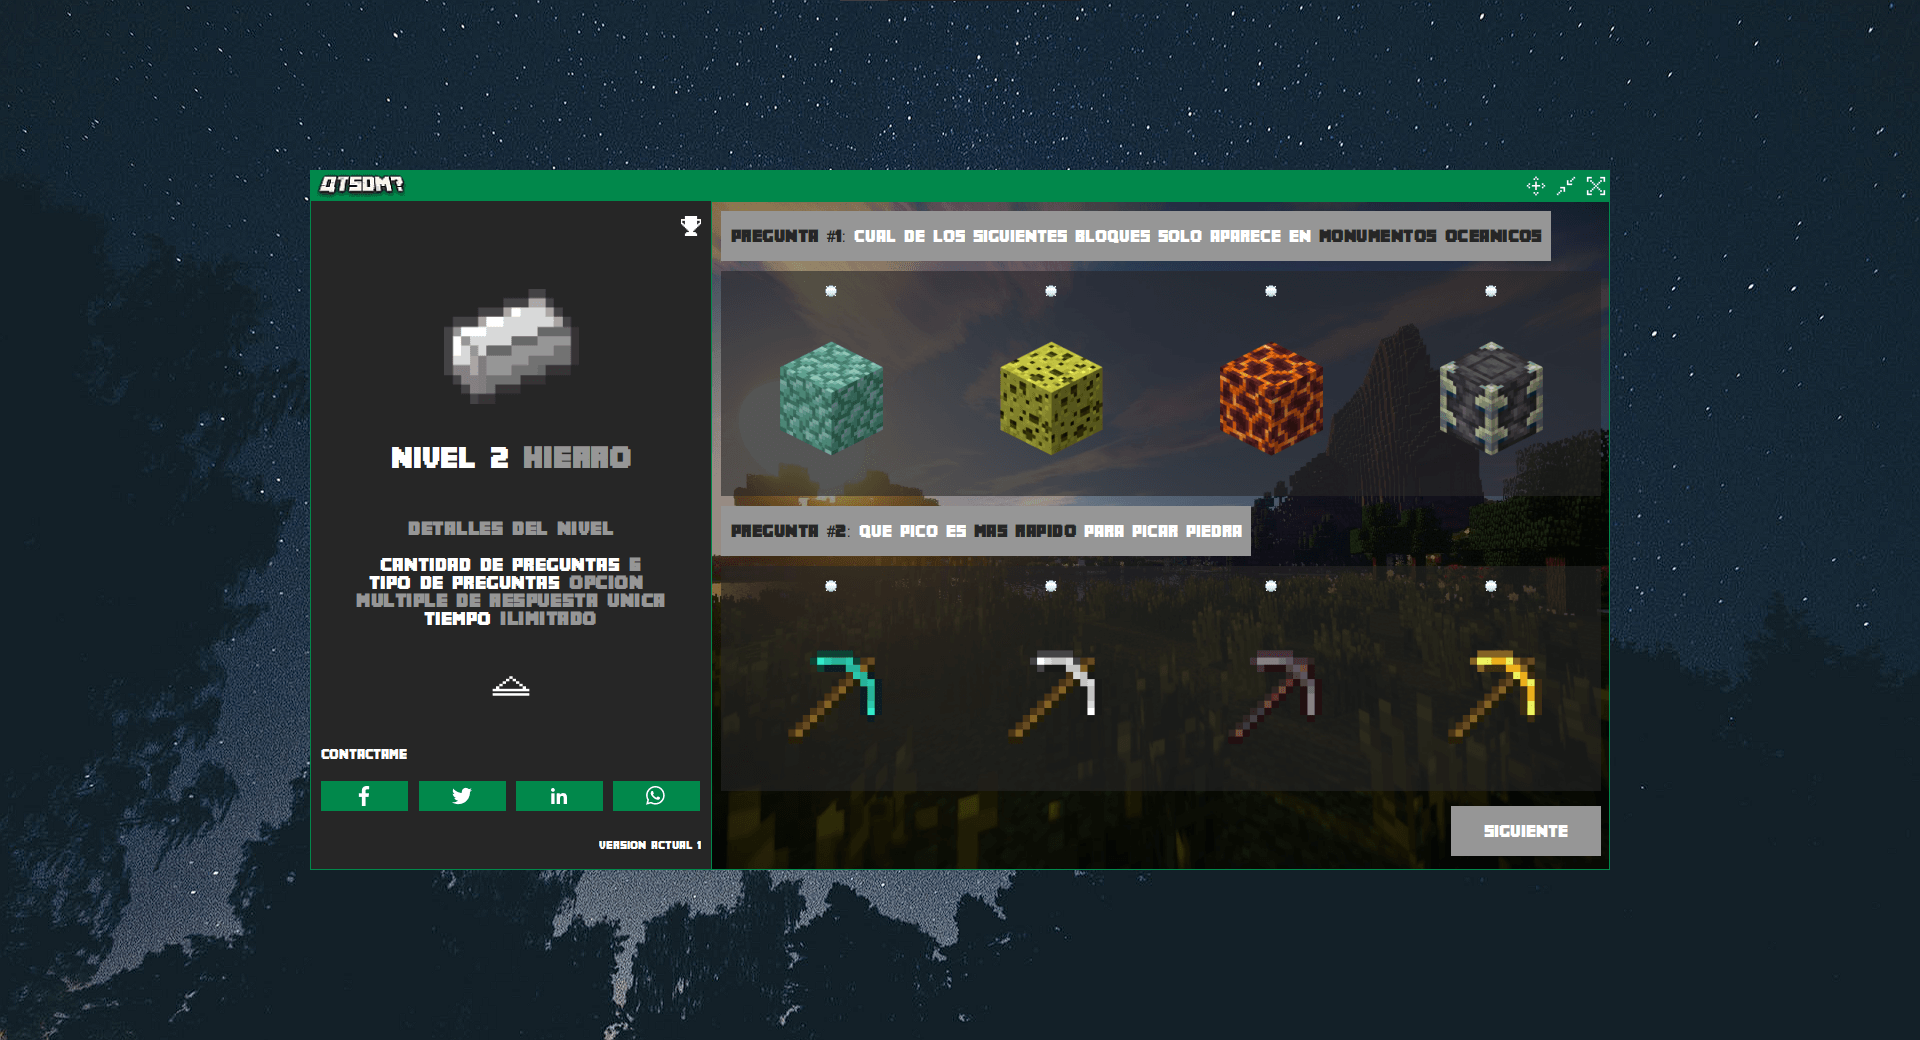 QTSDM?
NIVEL 2 HIERRO
DETALLES DEL NIVEL
CANTIDAD DE PREGUNTAS 6
TIPO DE PREGUNTAS OPCION
MULTIPLE DE RESPUESTA UNICA
TIEMPO ILIMITADO
CONTACTAME
VERSION ACTUAL 1
PREGUNTA #1: CUAL DE LOS SIGUIENTES BLOQUES SOLO APARECE EN MONUMENTOS OCEANICOS
PREGUNTA #2: QUE PICO ES MAS RAPIDO PARA PICAR PIEDRA
SIGUIENTE